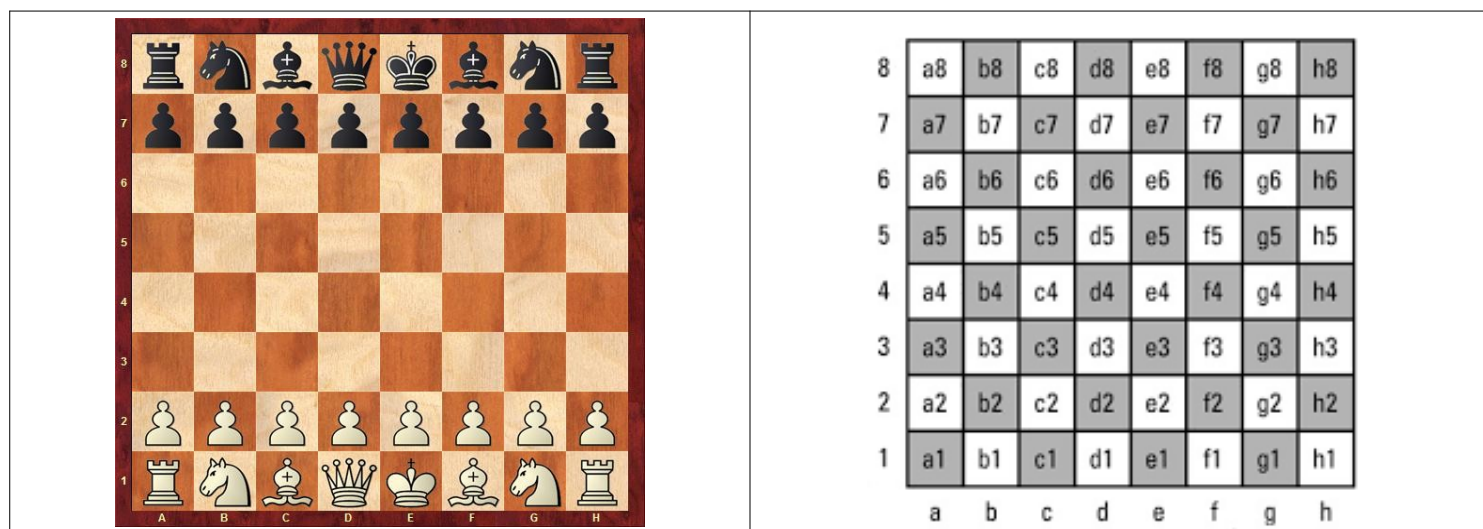 8
7
6
5
4
3
2
1
A B C D E F G H
8 a8 b8 c8 d8 e8 f8 g8 h8
7 a7 b7 c7 d7 e7 f7 g7 h7
6 a6 b6 c6 d6 e6 f6 g6 h6
5 a5 b5 c5 d5 e5 f5 g5 h5
4 a4 b4 c4 d4 e4 f4 g4 h4
3 a3 b3 c3 d3 e3 f3 g3 h3
2 a2 b2 c2 d2 e2 f2 g2 h2
1 a1 b1 c1 d1 e1 f1 g1 h1
a b c d e f g h